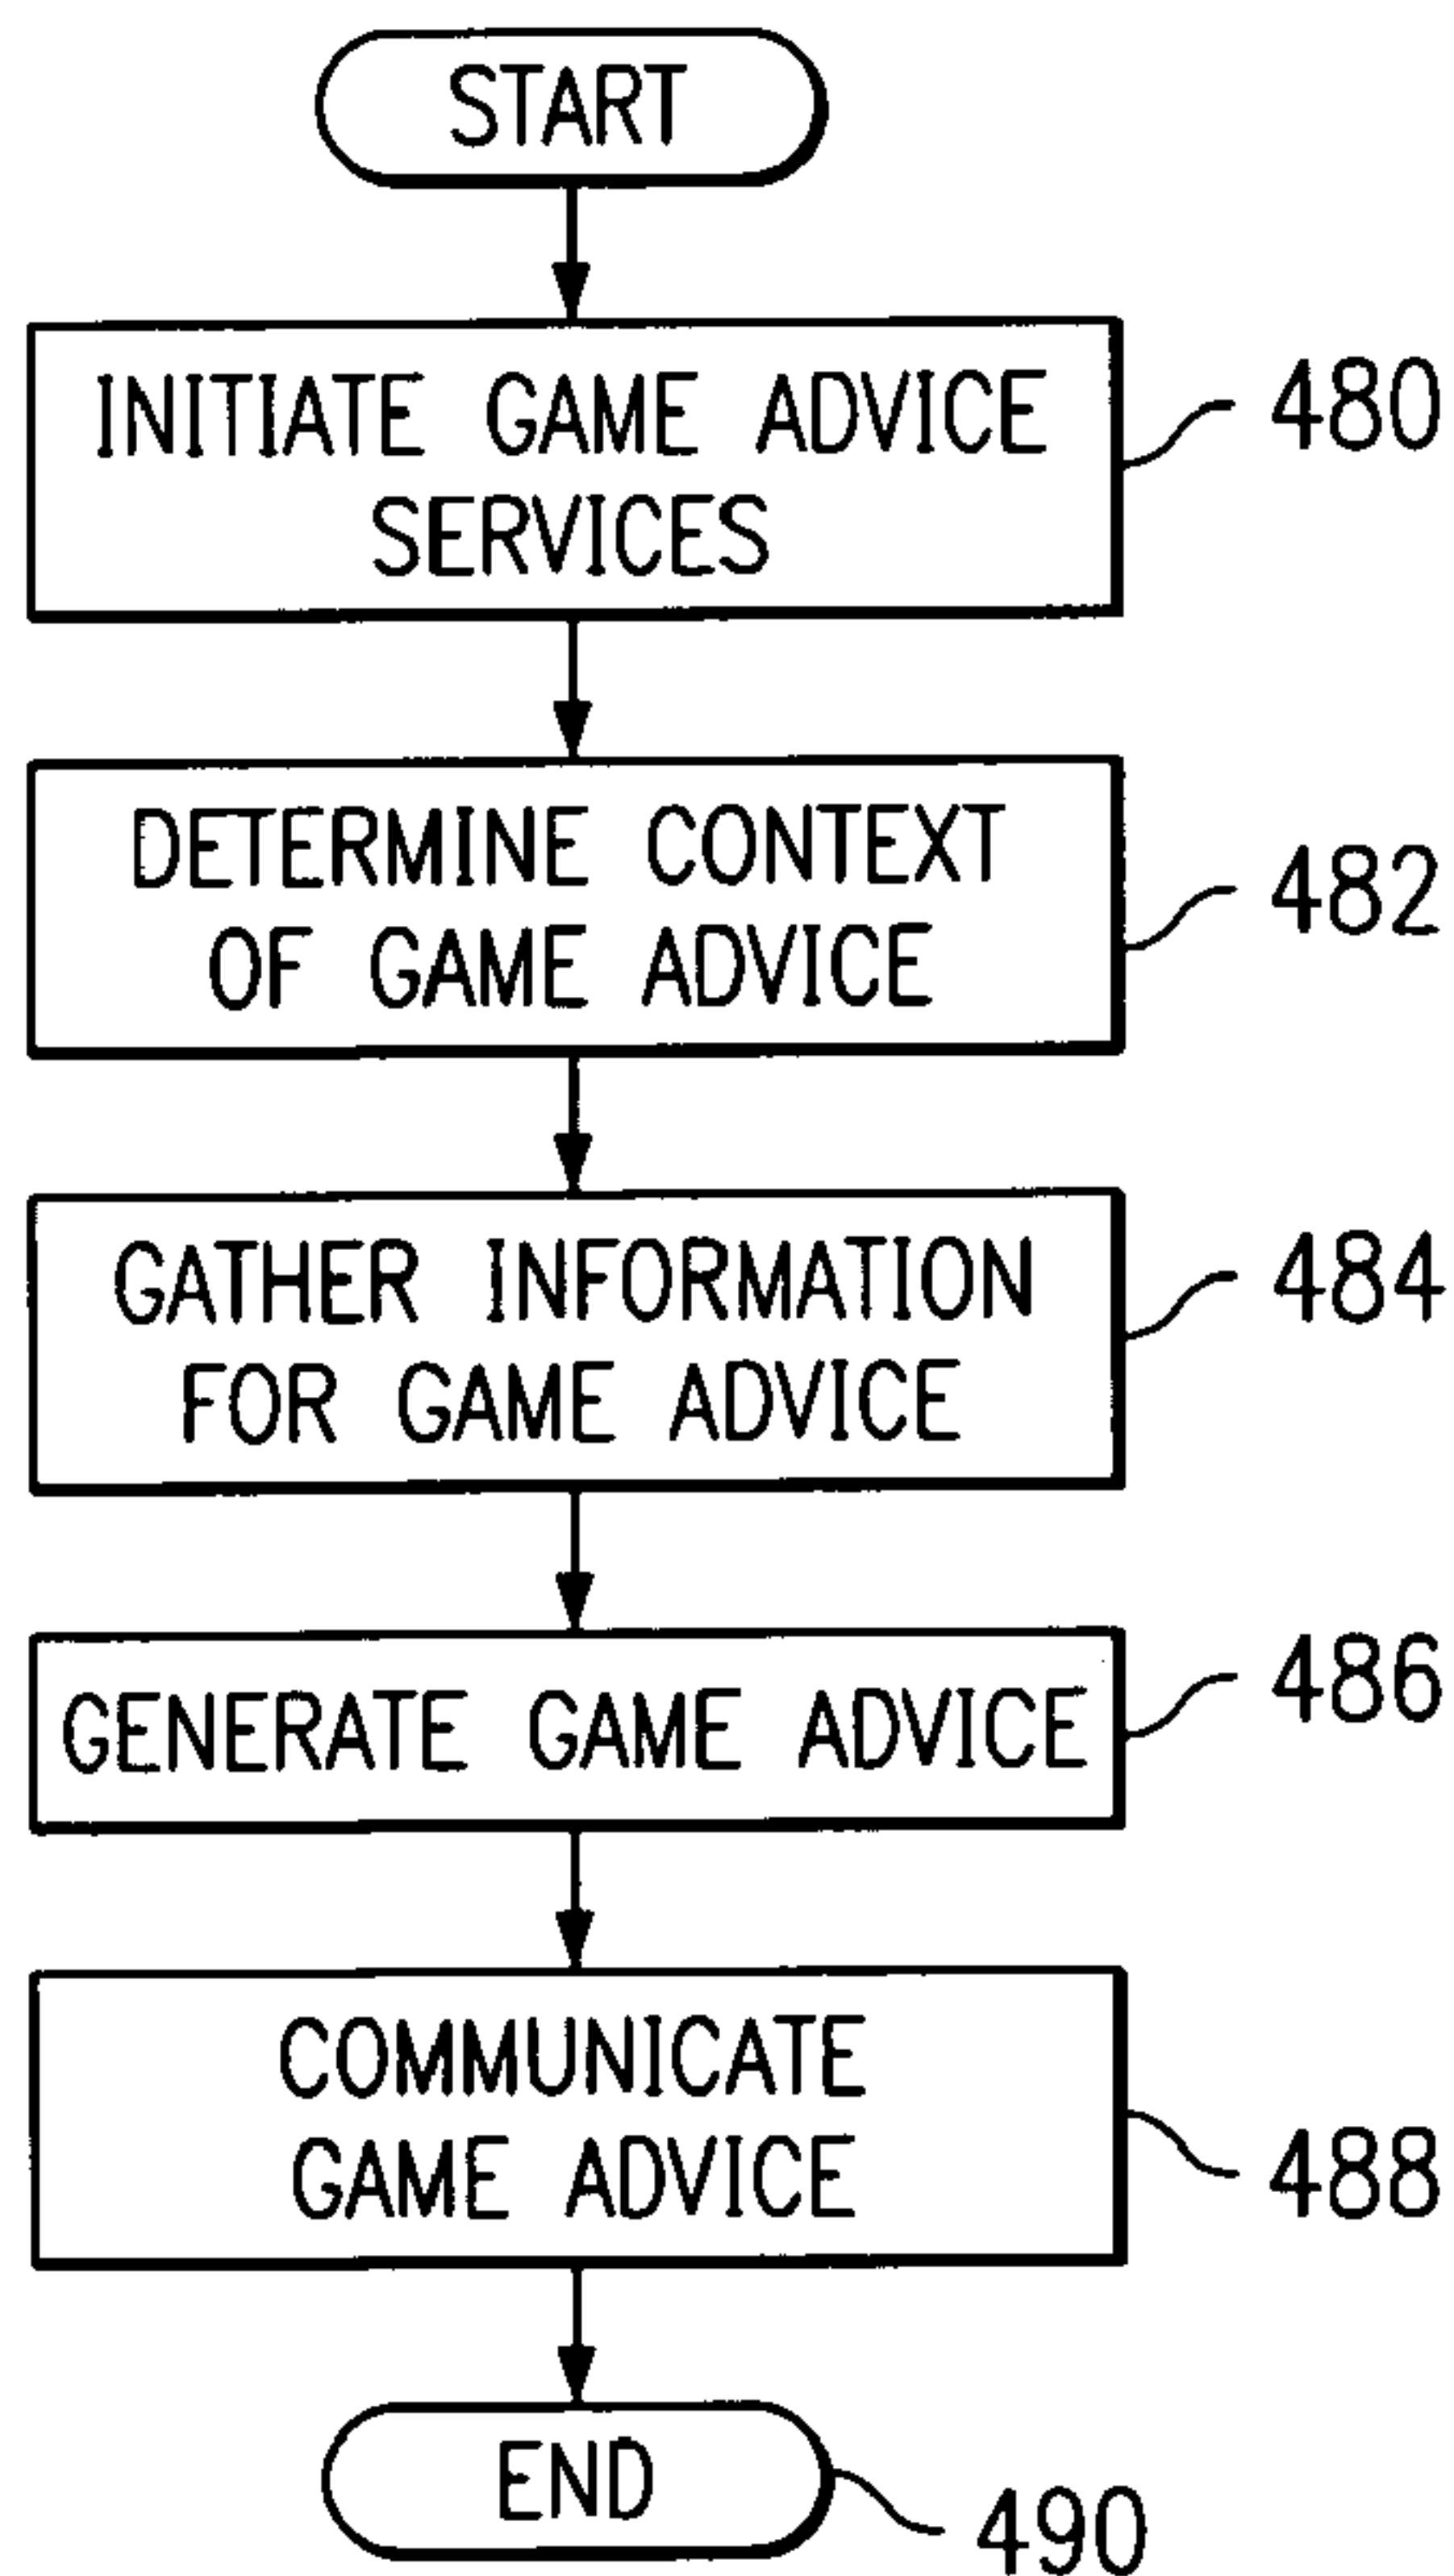 START
INITIATE GAME ADVICE
SERVICES
480
DETERMINE CONTEXT
OF GAME ADVICE
482
GATHER INFORMATION
FOR GAME ADVICE
484
GENERATE GAME ADVICE
486
COMMUNICATE
GAME ADVICE
488
END
490